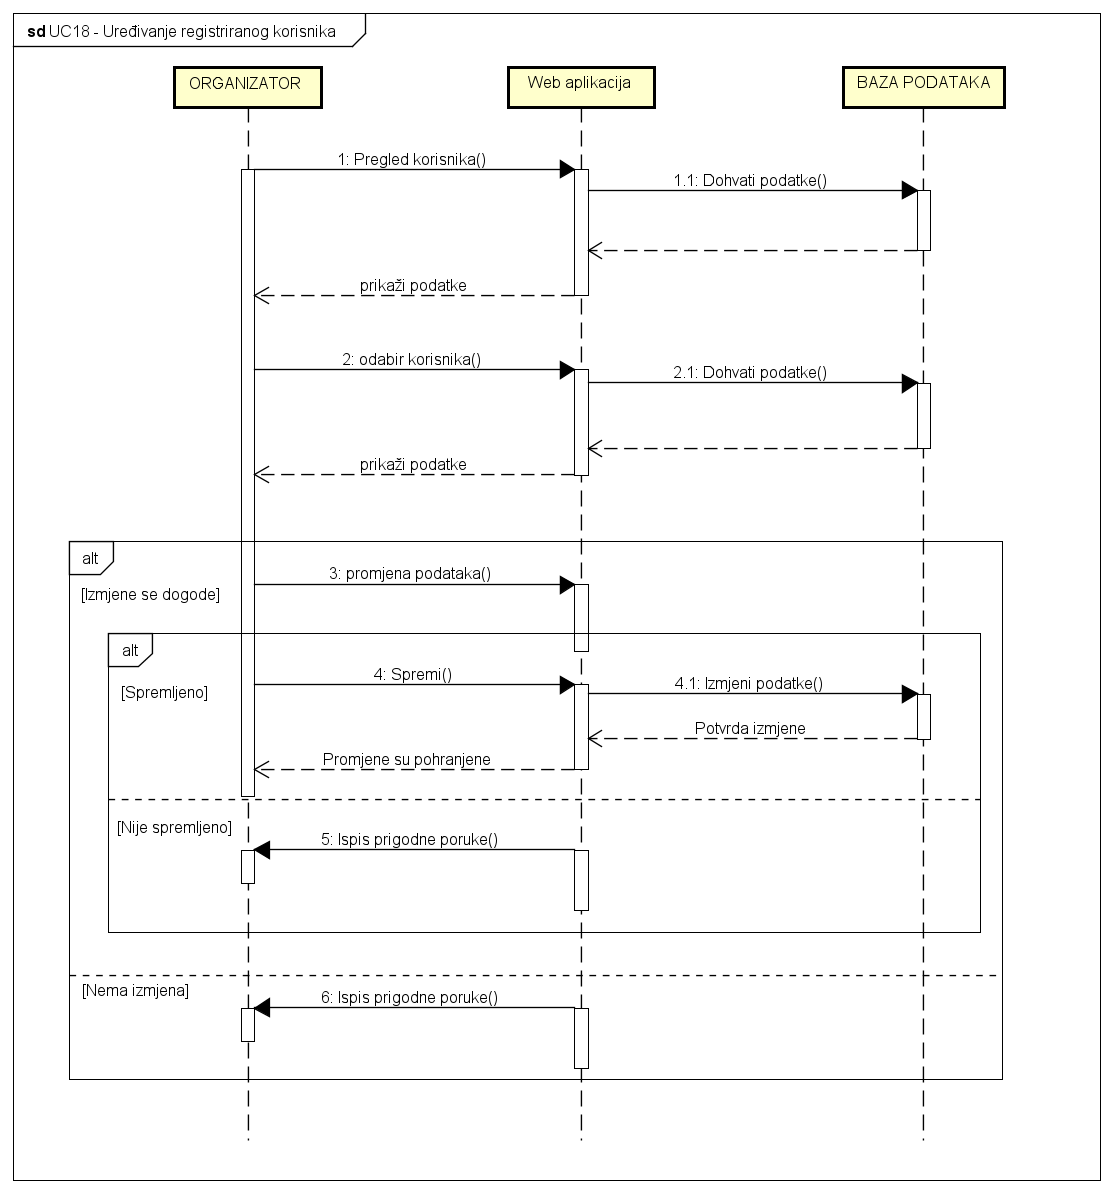 sd UC18 - Uređivanje registriranog korisnika
ORGANIZATOR
Web aplikacija
BAZA PODATAKA
1: Pregled korisnika()
1.1: Dohvati podatke()
prikaži podatke
2: odabir korisnika()
2.1: Dohvati podatke()
prikaži podatke
alt
3: promjena podataka()
[Izmjene se dogode]
alt
4: Spremi()
4.1: Izmjeni podatke()
[Spremljeno]
Potvrda izmjene
Promjene su pohranjene
[Nije spremljeno]
5: Ispis prigodne poruke()
[Nema izmjena]
6: Ispis prigodne poruke()